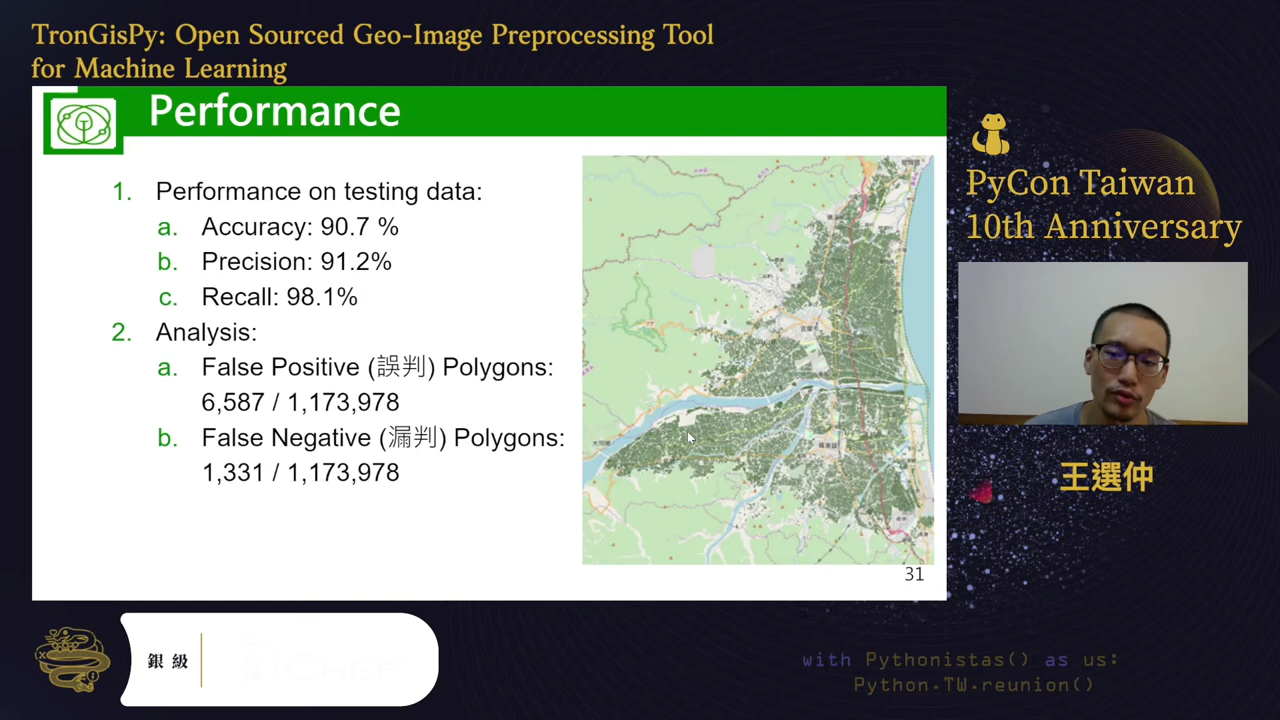 TronGisPy: Open Sourced Geo-Image Preprocessing Tool
for Machine Learning
Performance
1. Performance on testing data:
a. Accuracy: 90.7 %
b. Precision: 91.2%
c. Recall: 98.1%
2. Analysis:
a. False Positive (誤判) Polygons:
6,587 / 1,173,978
b. False Negative (漏判) Polygons:
1,331 / 1,173,978
31
PyCon Taiwan
10th Anniversary
王選仲
銀級
with Pythonistas() as us:
Python.TW.reunion()